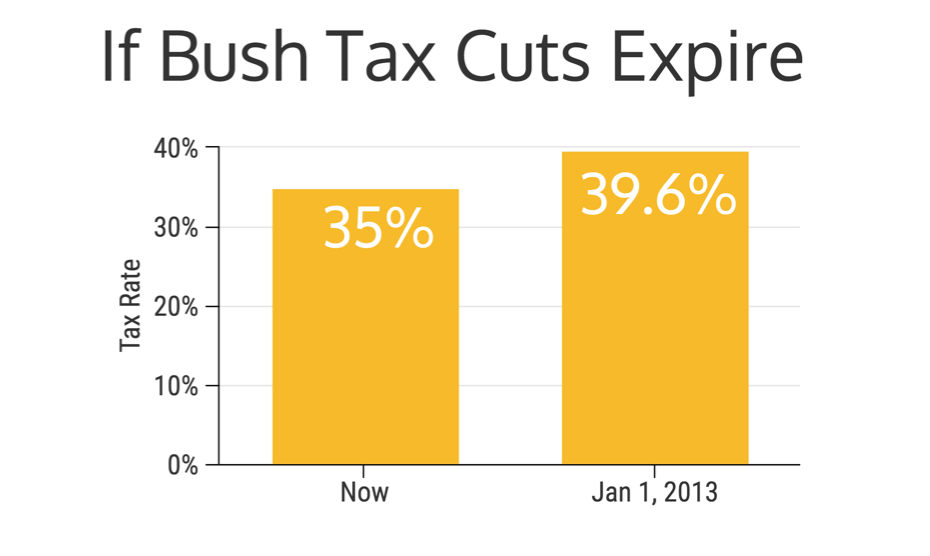 If Bush Tax Cuts Expire
40%
30%
20%
10%
0%
Tax Rate
35%
39.6%
Now
Jan 1, 2013